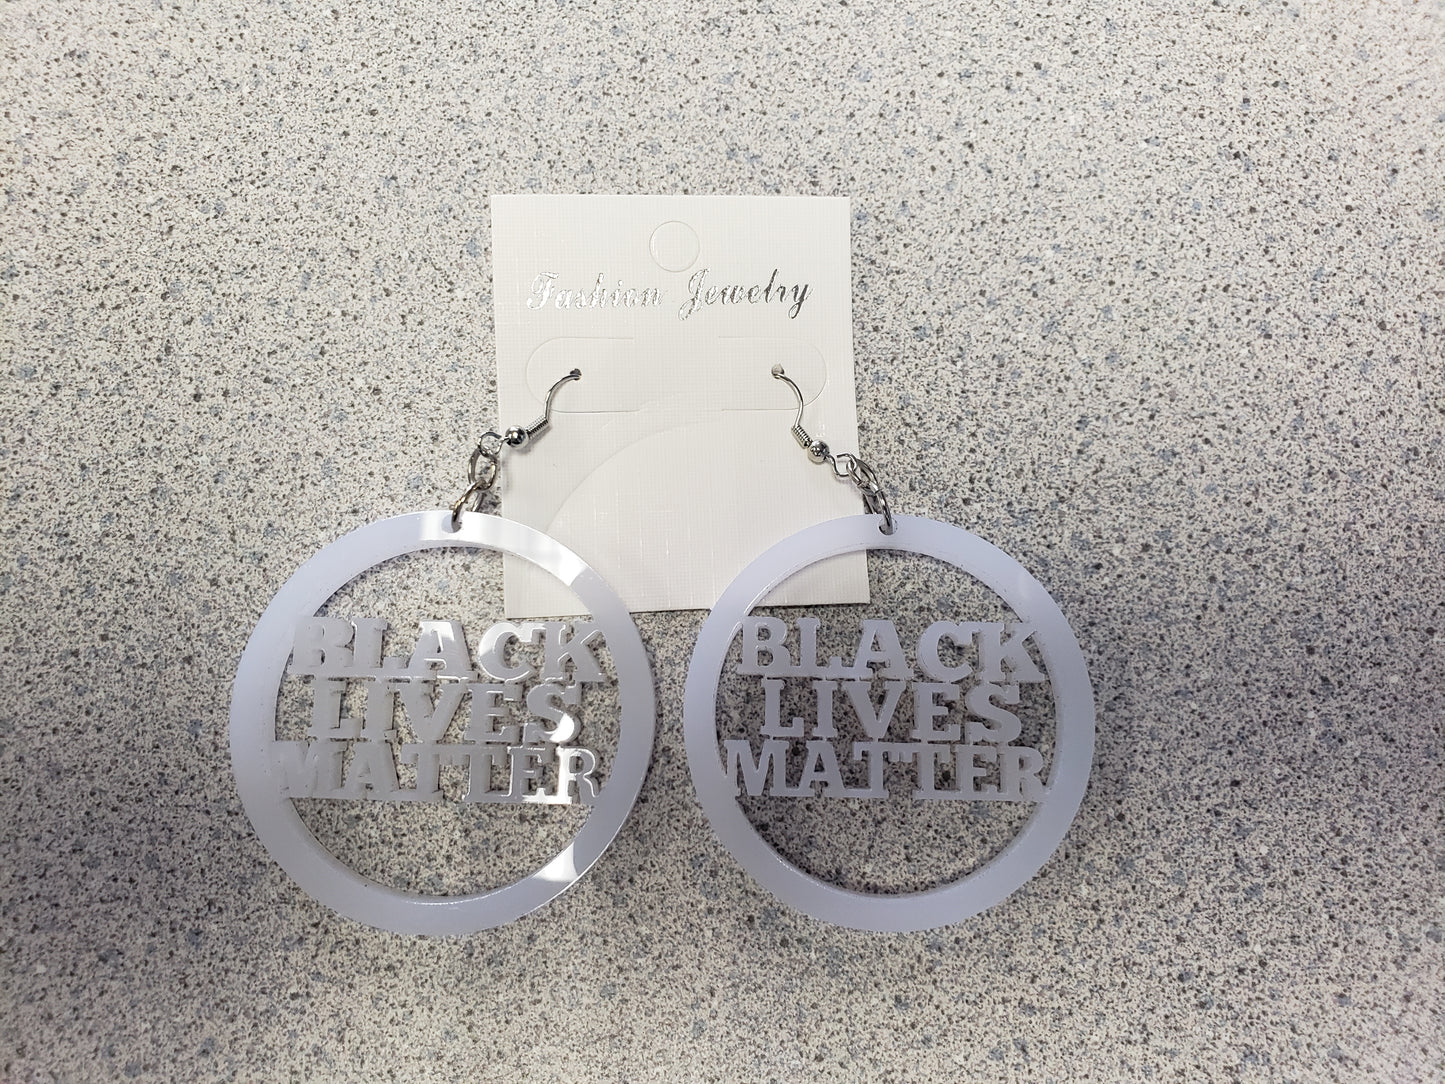 Fashion Jewelry
BLACK
LIVES
MATTER
BLACK
LIVES
MATTER